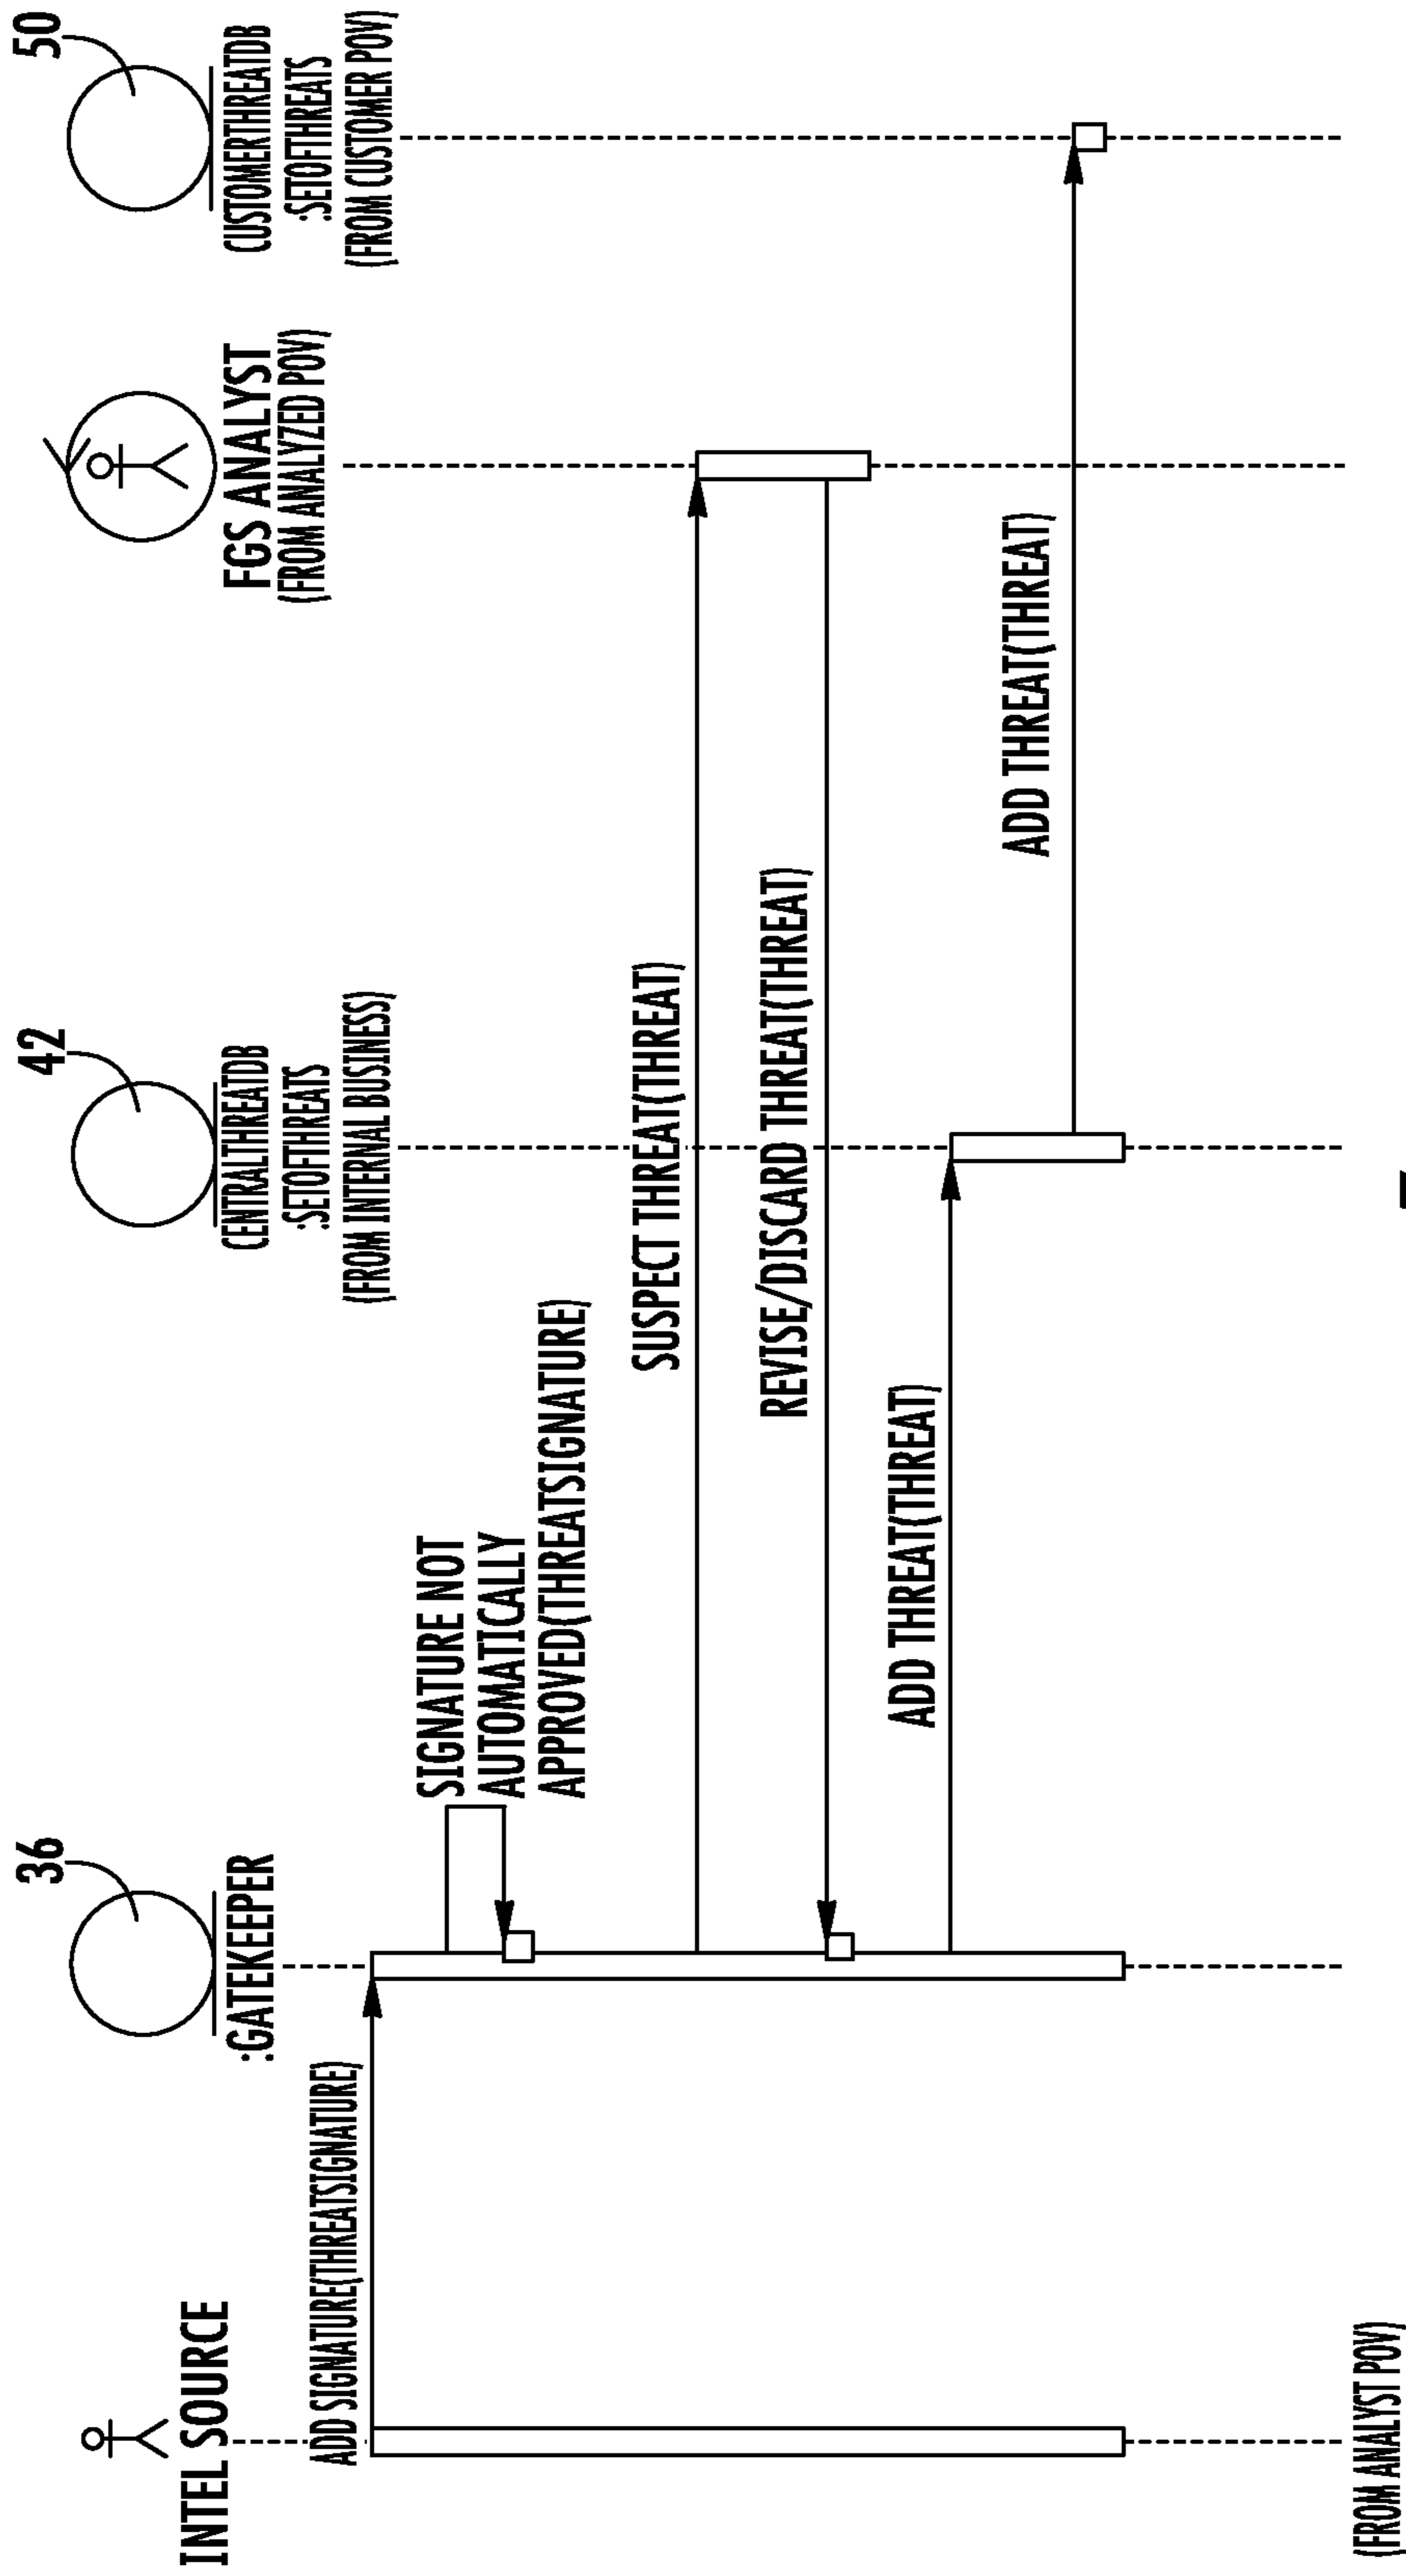 INTEL SOURCE
36
:GATEKEEPER
42
CENTRALTHREATDB
:SETOFTHREATS
(FROM INTERNAL BUSINESS)
FGS ANALYST
(FROM ANALYZED POV)
50
CUSTOMERTHREATDB
:SETOFTHREATS
(FROM CUSTOMER POV)
ADD SIGNATURE(THREATSIGNATURE)
SIGNATURE NOT
AUTOMATICALLY
APPROVED(THREATSIGNATURE)
SUSPECT THREAT(THREAT)
REVISE/DISCARD THREAT(THREAT)
ADD THREAT(THREAT)
ADD THREAT(THREAT)
(FROM ANALYST POV)